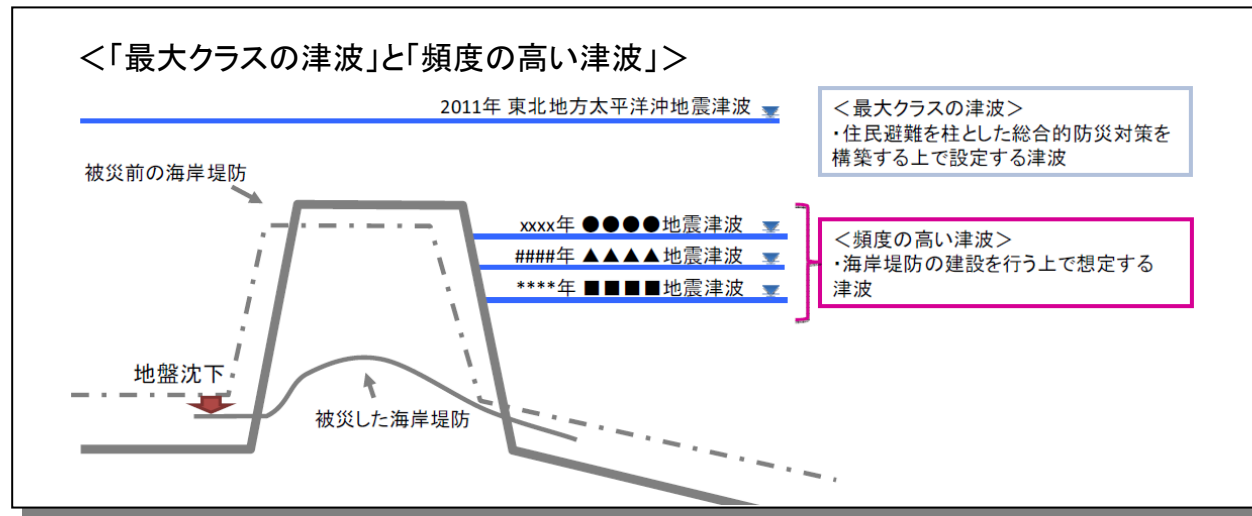 ＜「最大クラスの津波」と「頻度の高い津波」＞
2011年 東北地方太平洋沖地震津波
＜最大クラスの津波＞
・住民避難を柱とした総合的防災対策を
構築する上で設定する津波
被災前の海岸堤防
xxxx年 ●●●●地震津波
####年 ▲▲▲▲地震津波
****年 ■■■■地震津波
＜頻度の高い津波＞
・海岸堤防の建設を行う上で想定する
津波
地盤沈下
被災した海岸堤防